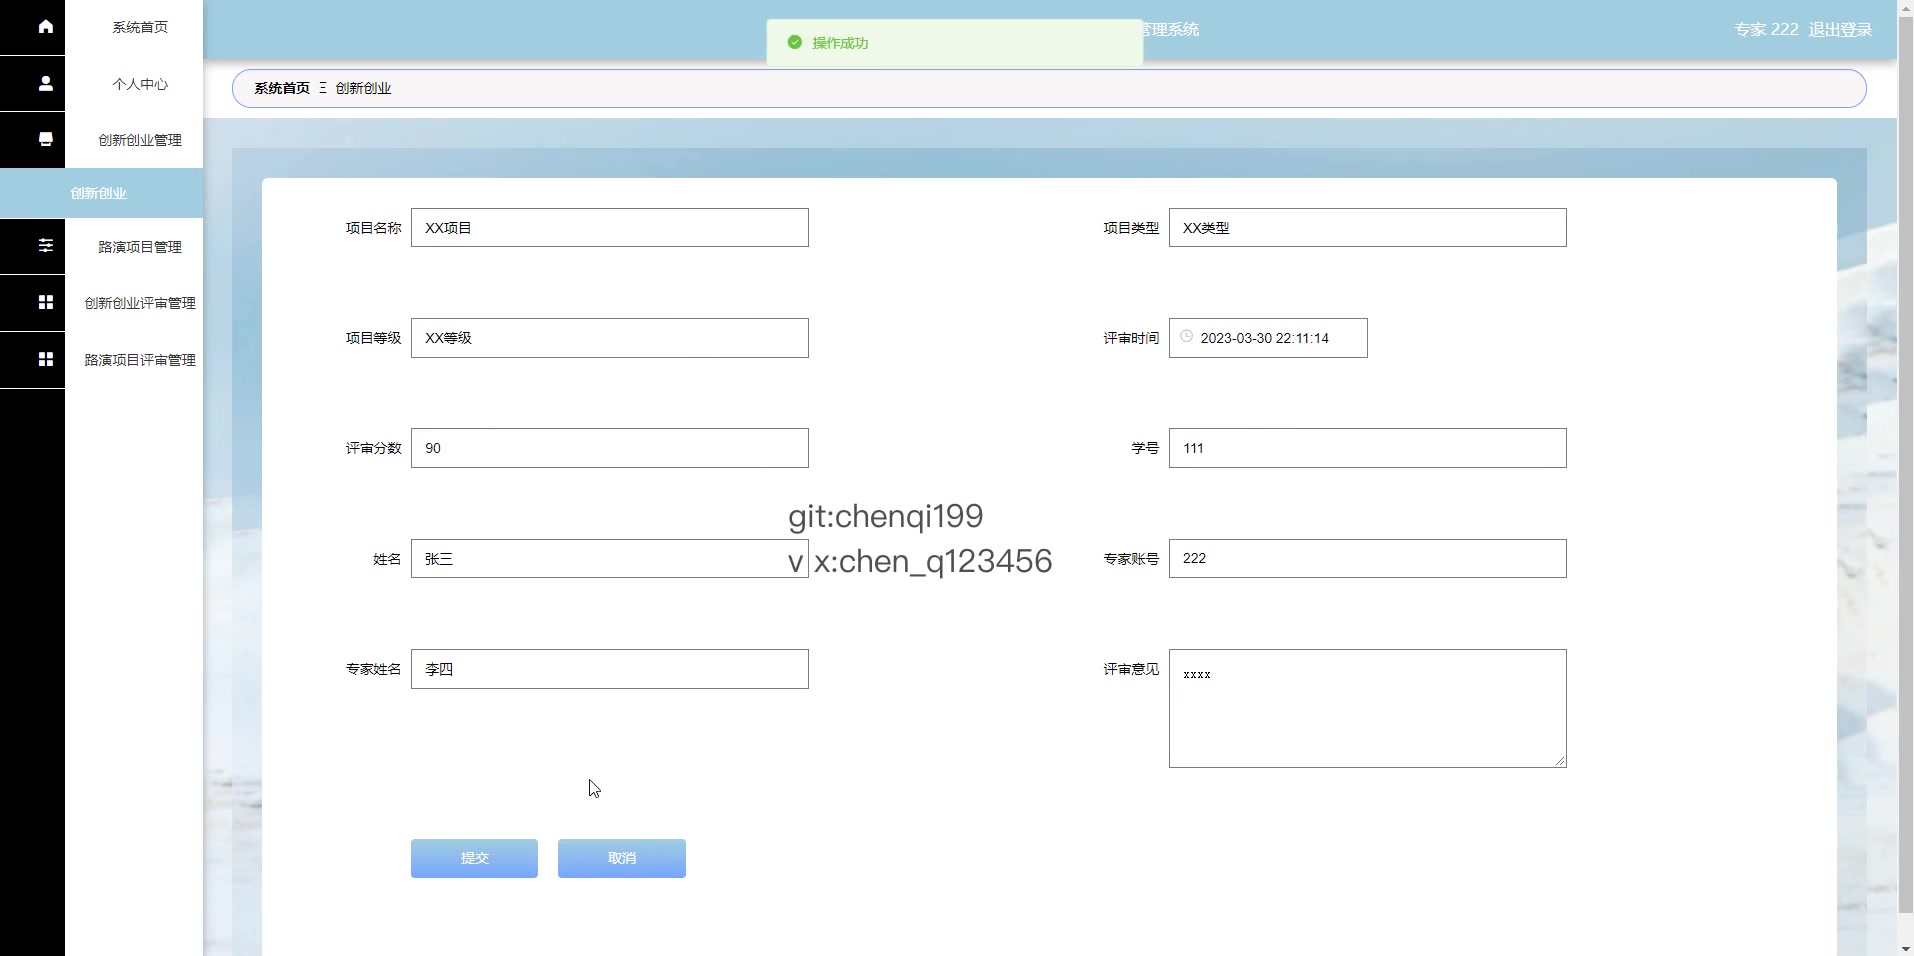 系统首页
个人中心
创新创业管理
创新创业
路演项目管理
创新创业评审管理
路演项目评审管理
操作成功
管理系统
专家 222 退出登录
系统首页 Ξ 创新创业
项目名称 XX项目
项目类型 XX类型
项目等级 XX等级
评审时间 2023-03-30 22:11:14
评审分数 90
学号 111
git:chenqi199
姓名 张三
v x:chen_q123456
专家账号 222
专家姓名 李四
评审意见 xxxx
提交 取消